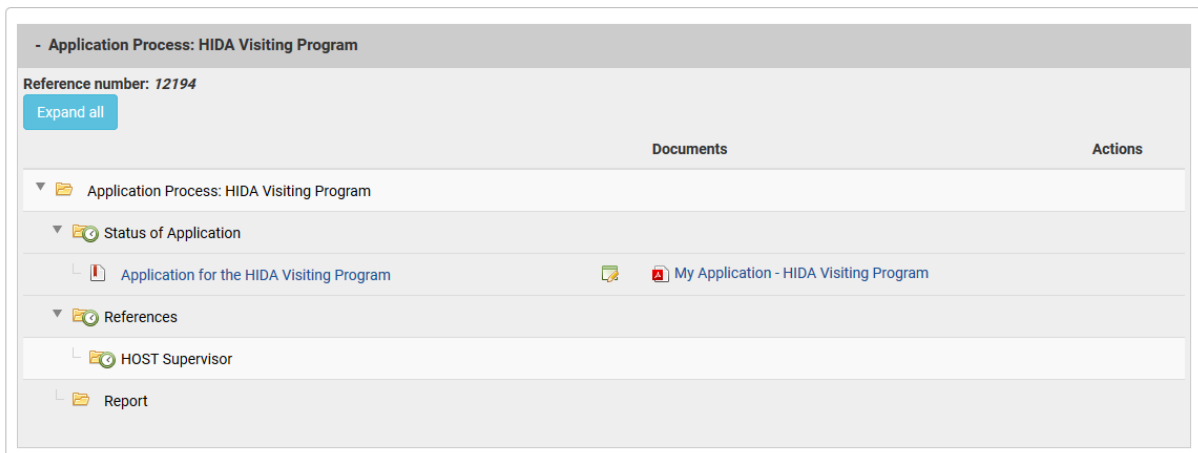 - Application Process: HIDA Visiting Program
Reference number: 12194
Expand all
Documents Actions
Application Process: HIDA Visiting Program
Status of Application
Application for the HIDA Visiting Program My Application - HIDA Visiting Program
References
HOST Supervisor
Report